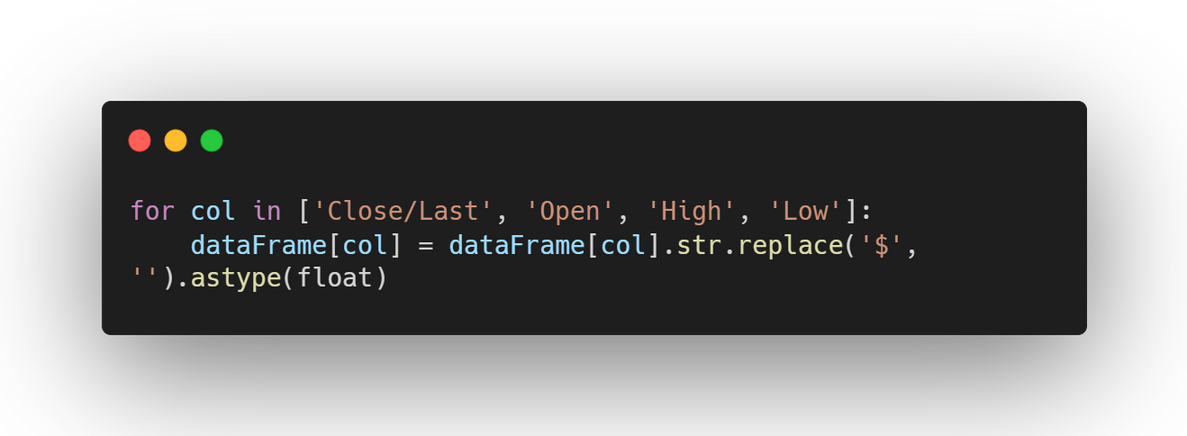 for col in ['Close/Last', 'Open', 'High', 'Low']:
    dataFrame[col] = dataFrame[col].str.replace('$',
'').astype(float)